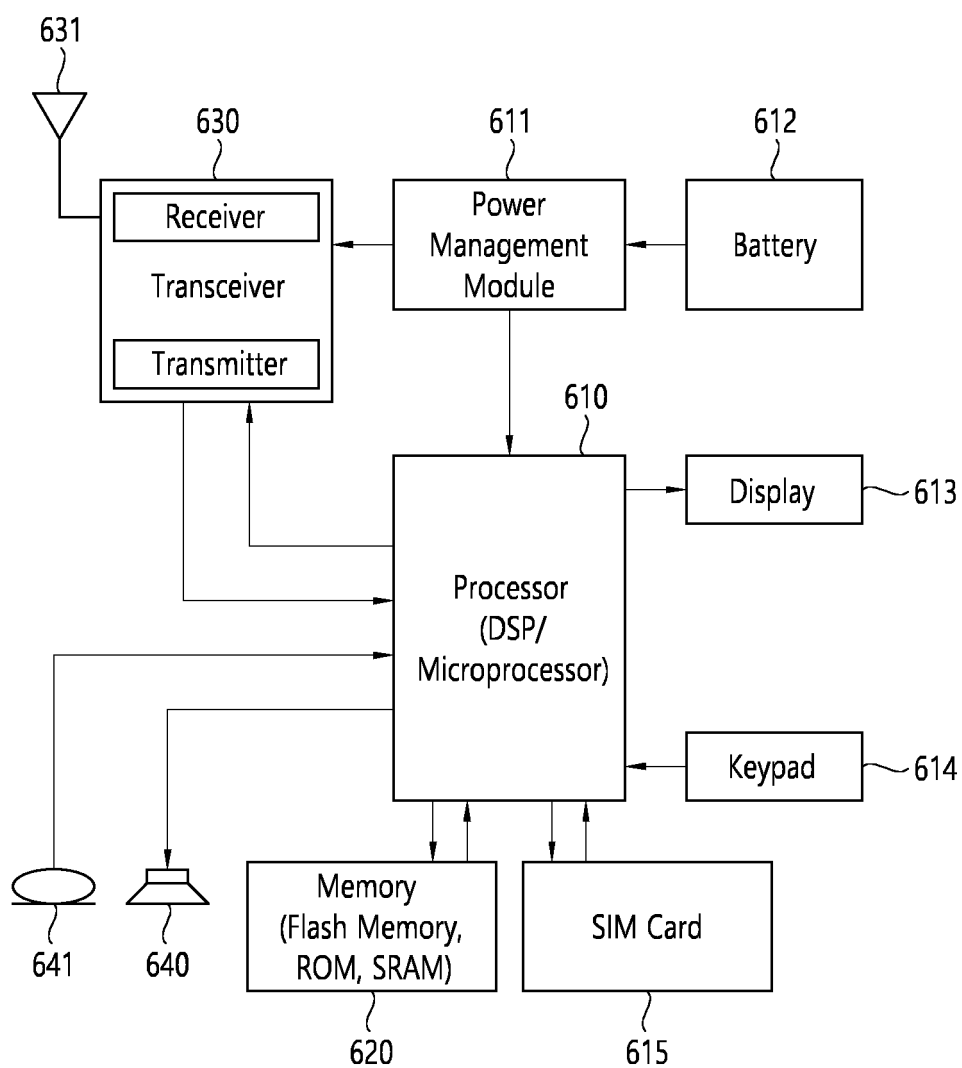 631
630
611
612
Receiver
Transceiver
Transmitter
Power
Management
Module
Battery
610
Display
613
Processor
(DSP/
Microprocessor)
Keypad
614
641
640
Memory
(Flash Memory,
ROM, SRAM)
SIM Card
620
615